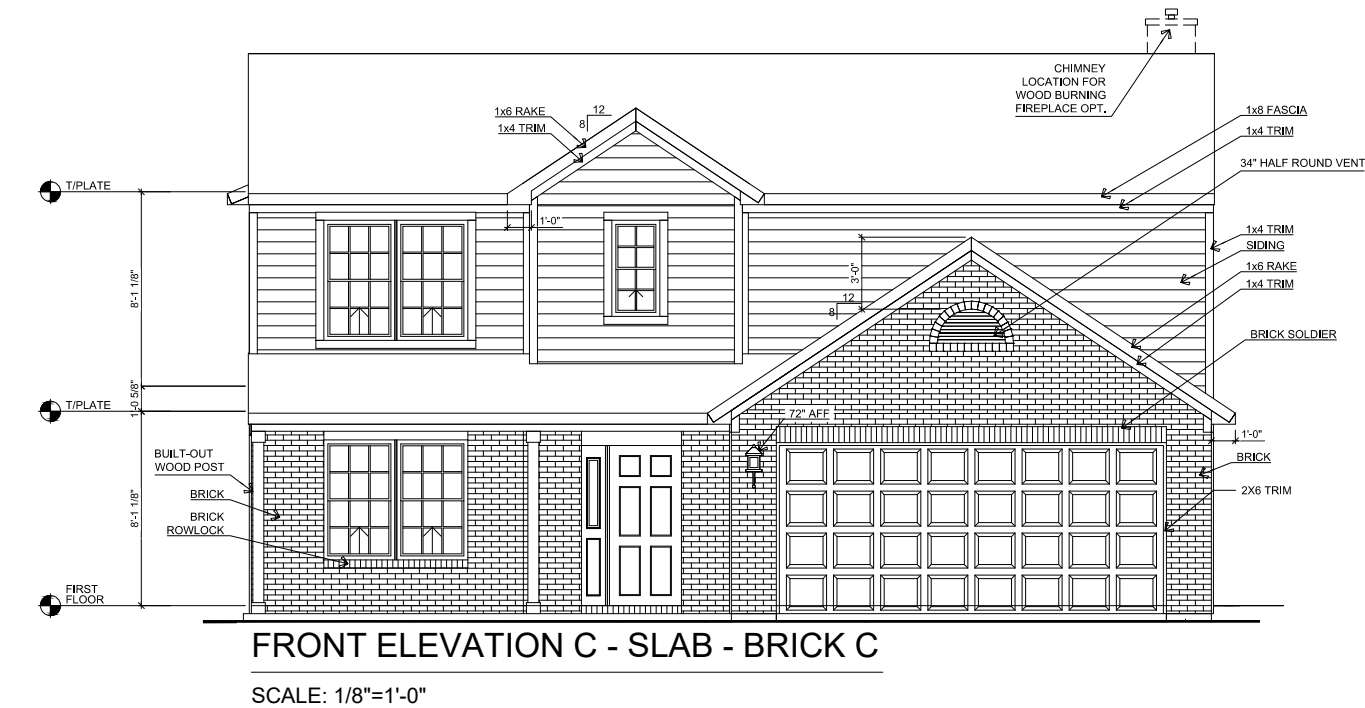 CHIMNEY
LOCATION FOR
WOOD BURNING
FIREPLACE OPT.
1x6 RAKE
12
8
1x4 TRIM
1x8 FASCIA
1x4 TRIM
34" HALF ROUND VENT
T/PLATE
1'-0"
1x4 TRIM
SIDING
1x6 RAKE
1x4 TRIM
3'-0"
12
8
8'-1 1/8"
BRICK SOLDIER
1'-0 5/8"
T/PLATE
72" AFF
1'-0"
BUILT-OUT
WOOD POST
BRICK
BRICK
ROWLOCK
8'-1 1/8"
BRICK
2X6 TRIM
FIRST
FLOOR
FRONT ELEVATION C - SLAB - BRICK C
SCALE: 1/8"=1'-0"